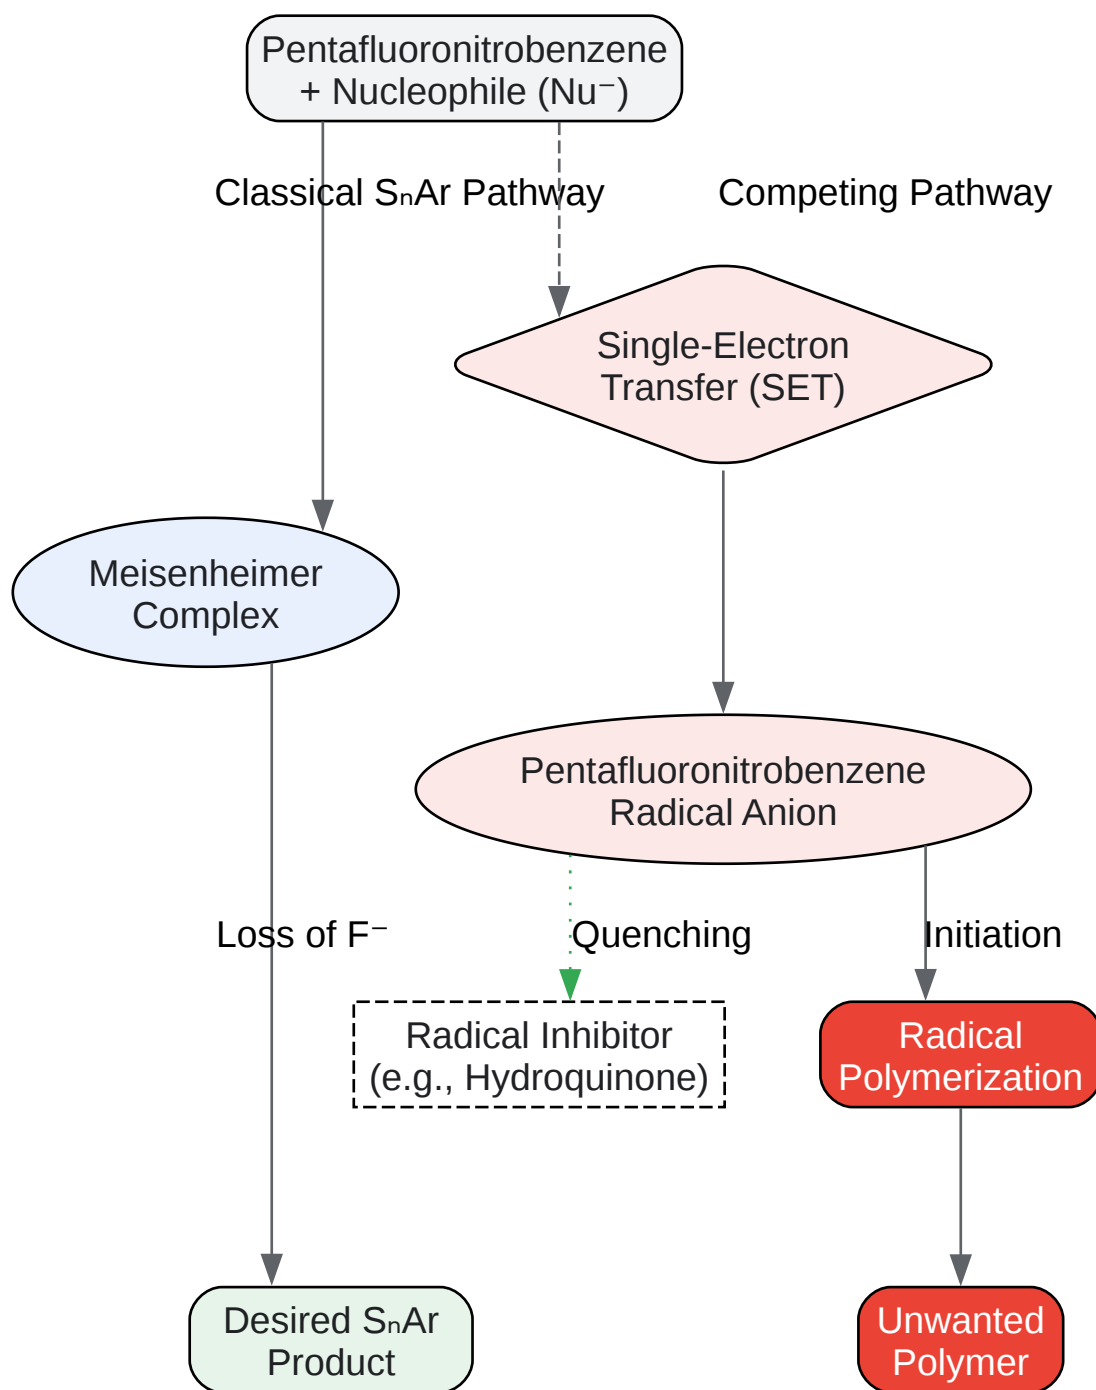 Pentafluoronitrobenzene
+ Nucleophile (Nu⁻)
Classical SₙAr Pathway
Competing Pathway
Single-Electron
Transfer (SET)
Meisenheimer
Complex
Pentafluoronitrobenzene
Radical Anion
Loss of F⁻
Quenching
Initiation
Radical Inhibitor
(e.g., Hydroquinone)
Radical
Polymerization
Desired SₙAr
Product
Unwanted
Polymer